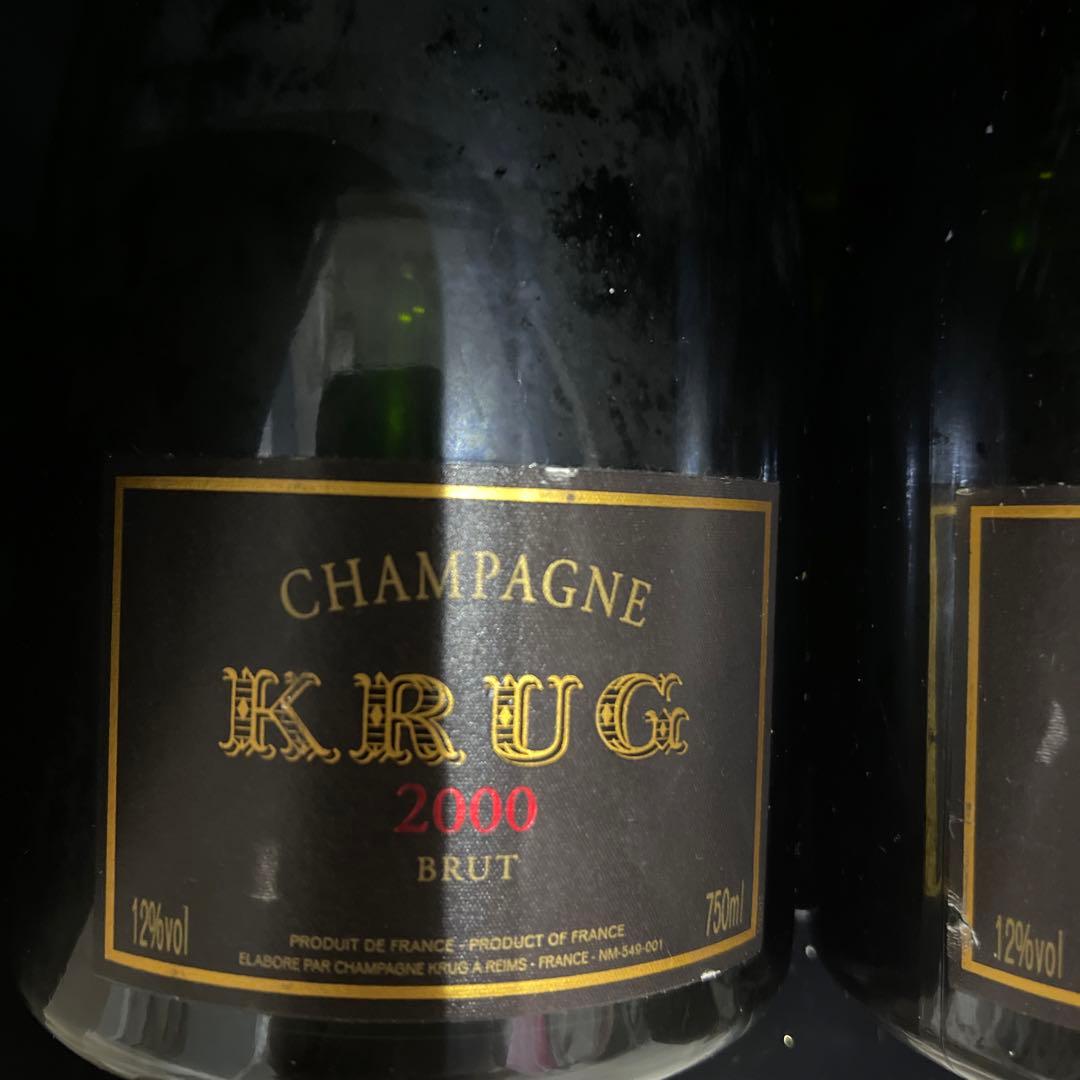 CHAMPAGNE
KRUG
2000
BRUT
12%vol
750ml
PRODUIT DE FRANCE - PRODUCT OF FRANCE
ELABORE PAR CHAMPAGNE KRUG A REIMS - FRANCE - NM-549-001
12%vol